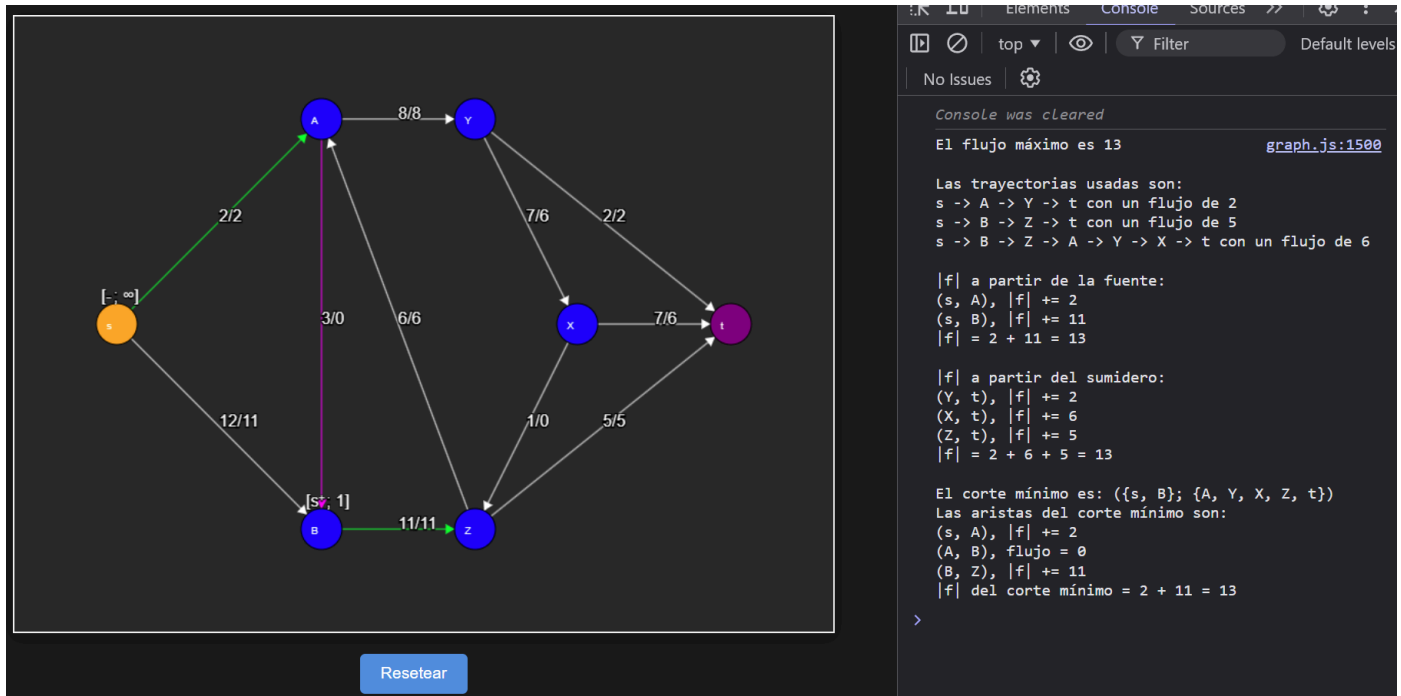 Elements Console Sources
top ▼ Filter Default levels
No Issues
A
8/8
Y
2/2
7/6
2/2
[-; ∞]
s
3/0
6/6
X
7/6
t
12/11
1/0
5/5
[s+; 1]
B
11/11
Z
Resetear
Console was cleared
El flujo máximo es 13 graph.js:1500
Las trayectorias usadas son:
s -> A -> Y -> t con un flujo de 2
s -> B -> Z -> t con un flujo de 5
s -> B -> Z -> A -> Y -> X -> t con un flujo de 6
|f| a partir de la fuente:
(s, A), |f| += 2
(s, B), |f| += 11
|f| = 2 + 11 = 13
|f| a partir del sumidero:
(Y, t), |f| += 2
(X, t), |f| += 6
(Z, t), |f| += 5
|f| = 2 + 6 + 5 = 13
El corte mínimo es: ({s, B}; {A, Y, X, Z, t})
Las aristas del corte mínimo son:
(s, A), |f| += 2
(A, B), flujo = 0
(B, Z), |f| += 11
|f| del corte mínimo = 2 + 11 = 13